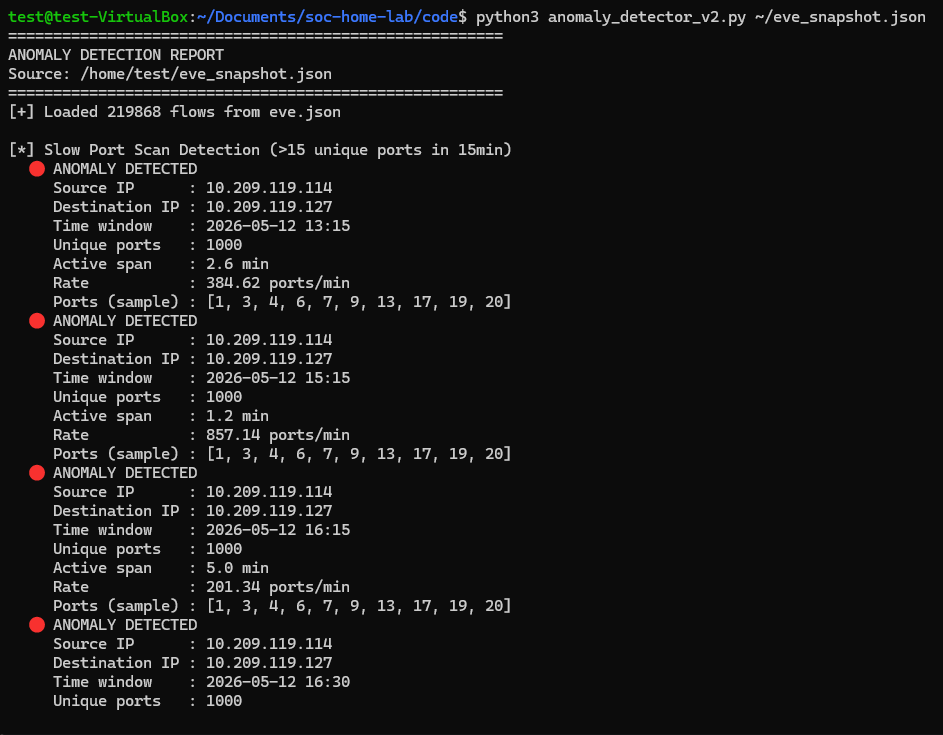 test@test-VirtualBox:~/Documents/soc-home-lab/code$ python3 anomaly_detector_v2.py ~/eve_snapshot.json
=======================================================
ANOMALY DETECTION REPORT
Source: /home/test/eve_snapshot.json
=======================================================
[+] Loaded 219868 flows from eve.json

[*] Slow Port Scan Detection (>15 unique ports in 15min)
  🔴 ANOMALY DETECTED
     Source IP      : 10.209.119.114
     Destination IP : 10.209.119.127
     Time window    : 2026-05-12 13:15
     Unique ports   : 1000
     Active span    : 2.6 min
     Rate           : 384.62 ports/min
     Ports (sample) : [1, 3, 4, 6, 7, 9, 13, 17, 19, 20]
  🔴 ANOMALY DETECTED
     Source IP      : 10.209.119.114
     Destination IP : 10.209.119.127
     Time window    : 2026-05-12 15:15
     Unique ports   : 1000
     Active span    : 1.2 min
     Rate           : 857.14 ports/min
     Ports (sample) : [1, 3, 4, 6, 7, 9, 13, 17, 19, 20]
  🔴 ANOMALY DETECTED
     Source IP      : 10.209.119.114
     Destination IP : 10.209.119.127
     Time window    : 2026-05-12 16:15
     Unique ports   : 1000
     Active span    : 5.0 min
     Rate           : 201.34 ports/min
     Ports (sample) : [1, 3, 4, 6, 7, 9, 13, 17, 19, 20]
  🔴 ANOMALY DETECTED
     Source IP      : 10.209.119.114
     Destination IP : 10.209.119.127
     Time window    : 2026-05-12 16:30
     Unique ports   : 1000